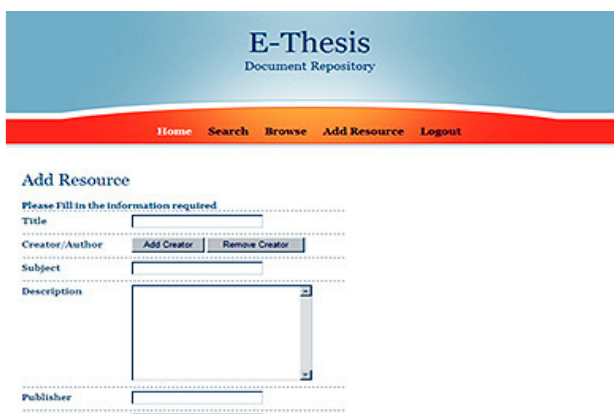 E-Thesis
Document Repository
Home Search Browse Add Resource Logout
Add Resource
Please Fill in the information required
Title
Creator/Author Add Creator Remove Creator
Subject
Description
Publisher